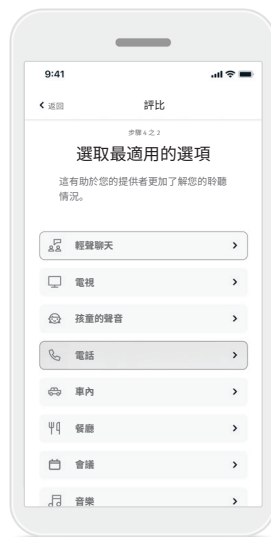 9:41
返回
評比
步驟 4 之 2
選取最適用的選項
這有助於您的提供者更加了解您的聆聽
情況。
輕聲聊天
電視
孩童的聲音
電話
車內
餐廳
會議
音樂